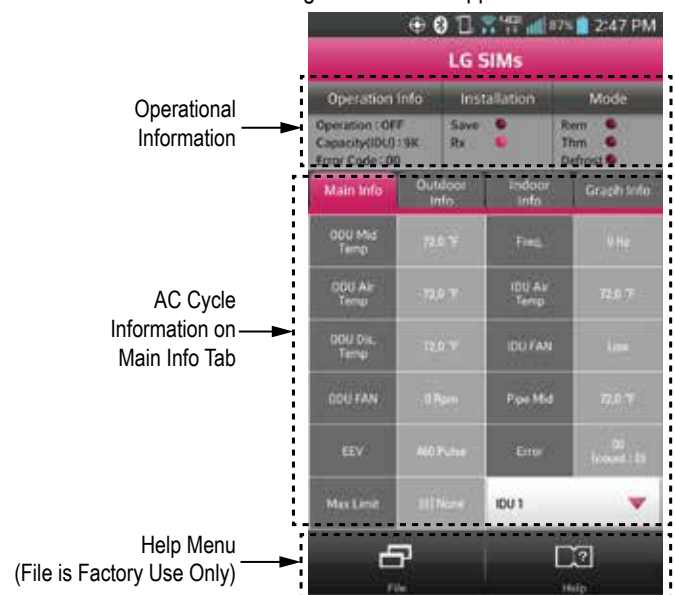 87% 2:47 PM
LG SIMs
Operation Info Installation Mode
Operational
Information
Operation : OFF Save Rem
Capacity(IDU) : 9K Rx Thm
Error Code : 00 Defrost
Main Info Outdoor Info Indoor Info Graph Info
AC Cycle
Information on
Main Info Tab
ODU Mid Temp 72.0 °F Freq. 0 Hz
ODU Air Temp 72.0 °F IDU Air Temp 72.0 °F
ODU Dis. Temp 72.0 °F IDU FAN Low
ODU FAN 0 Rpm Pipe Mid 72.0 °F
EEV 460 Pulse Error
Max Limit None IDU 1
Help Menu
(File is Factory Use Only)
File Help